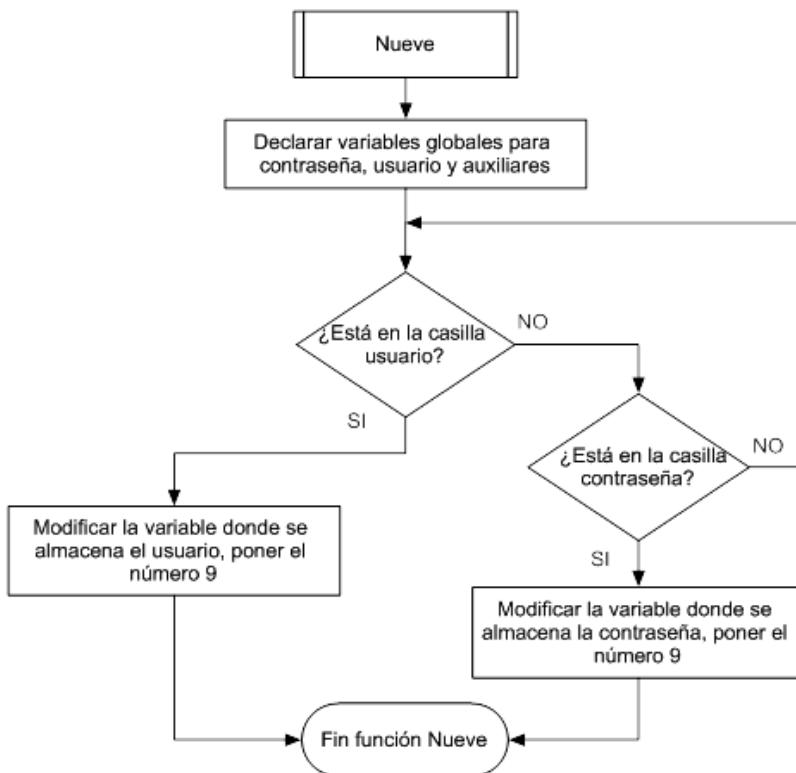 Nueve
Declarar variables globales para
contraseña, usuario y auxiliares
¿Está en la casilla
usuario?
NO
SI
¿Está en la casilla
contraseña?
NO
Modificar la variable donde se
almacena el usuario, poner el
número 9
SI
Modificar la variable donde se
almacena la contraseña, poner el
número 9
Fin función Nueve